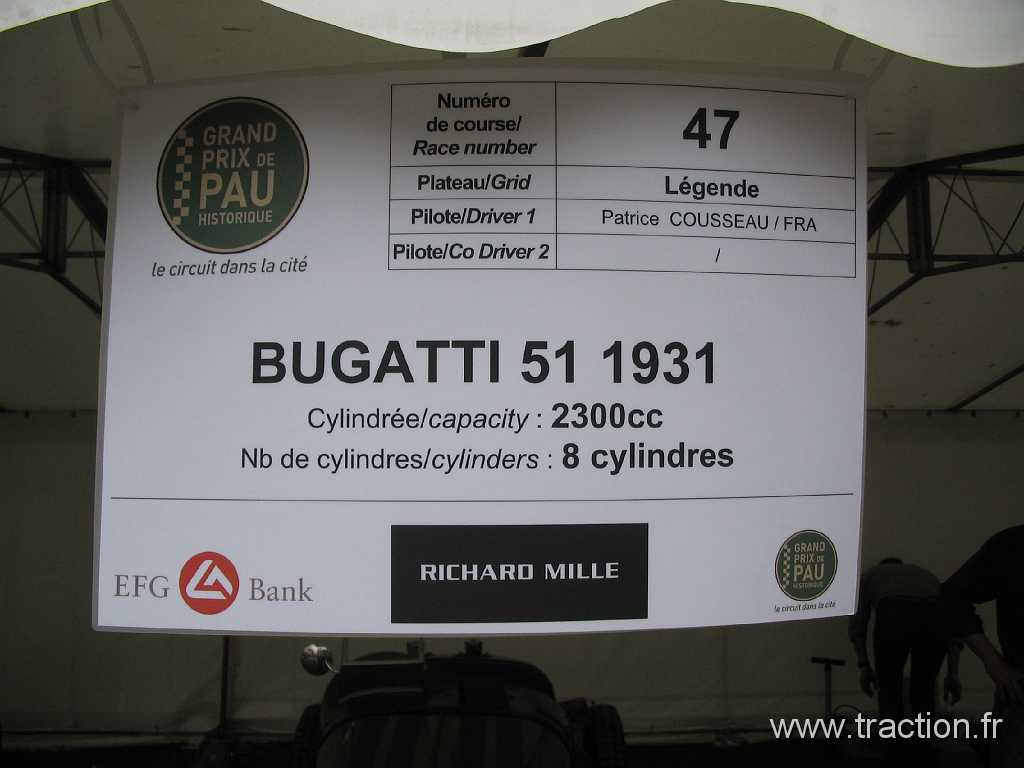 GRAND
PRIX DE
PAU
HISTORIQUE
le circuit dans la cité
Numéro
de course/
Race number
47
Plateau/Grid
Légende
Pilote/Driver 1
Patrice COUSSEAU / FRA
Pilote/Co Driver 2
/
BUGATTI 51 1931
Cylindrée/capacity : 2300cc
Nb de cylindres/cylinders : 8 cylindres
EFG Bank
RICHARD MILLE
GRAND
PRIX DE
PAU
HISTORIQUE
le circuit dans la cité
www.traction.fr